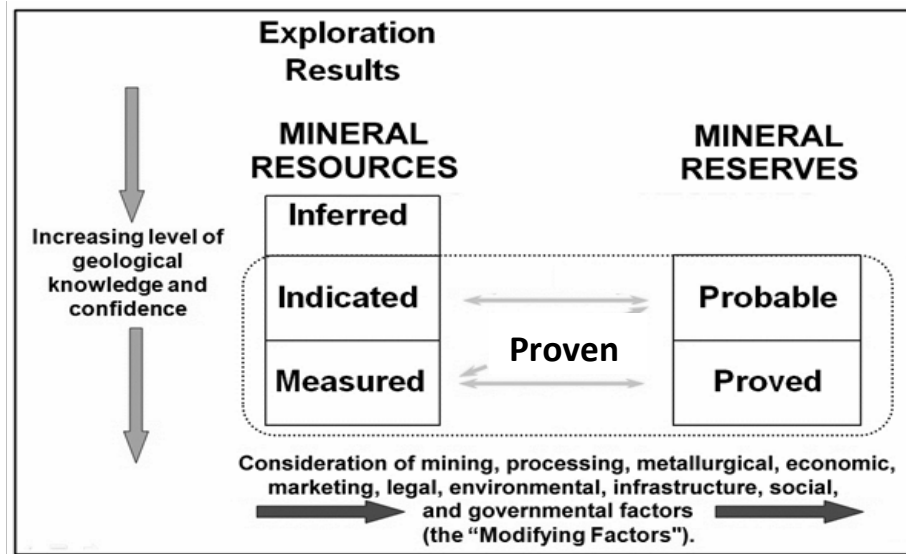 Exploration
Results
MINERAL
RESOURCES
MINERAL
RESERVES
Inferred
Increasing level of
geological
knowledge and
confidence
Indicated
Probable
Proven
Measured
Proved
Consideration of mining, processing, metallurgical, economic,
marketing, legal, environmental, infrastructure, social,
and governmental factors
(the “Modifying Factors").